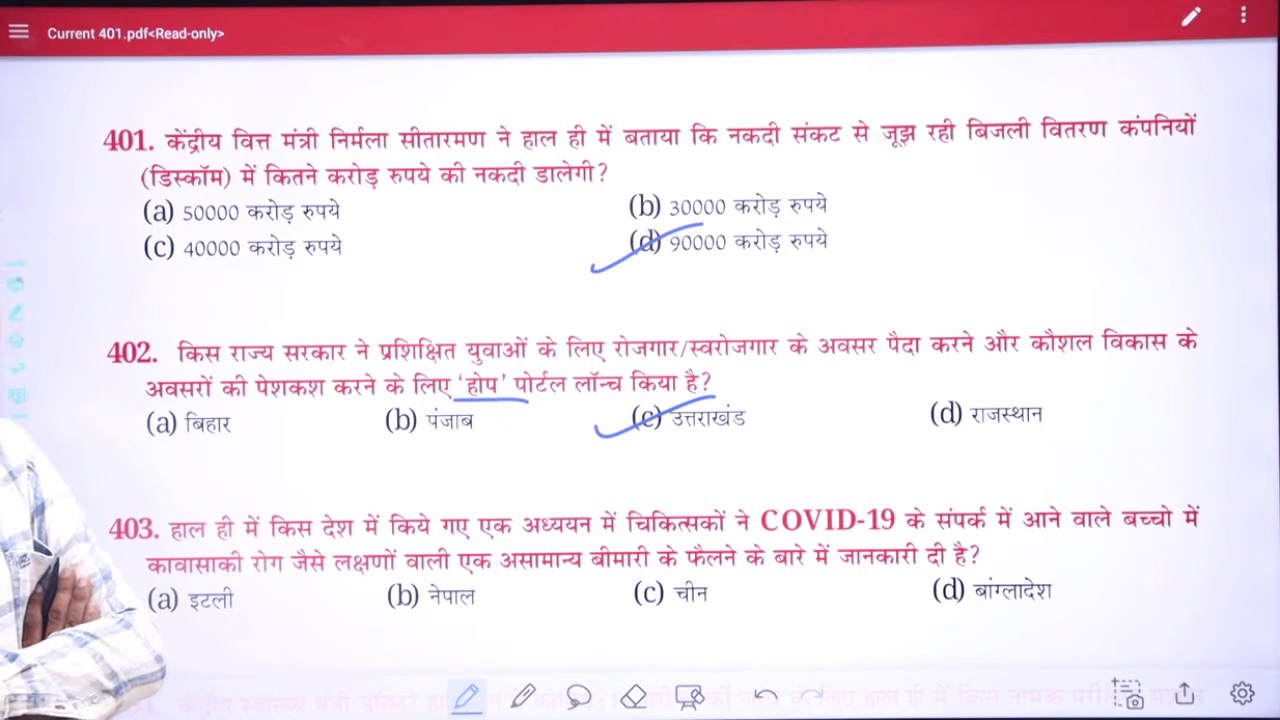 Current 401.pdf<Read-only>
401. केंद्रीय वित्त मंत्री निर्मला सीतारमण ने हाल ही में बताया कि नकदी संकट से जूझ रही बिजली वितरण कंपनियों
(डिस्कॉम) में कितने करोड़ रुपये की नकदी डालेगी?
(a) 50000 करोड़ रुपये (b) 30000 करोड़ रुपये
(c) 40000 करोड़ रुपये (d) 90000 करोड़ रुपये
402. किस राज्य सरकार ने प्रशिक्षित युवाओं के लिए रोजगार/स्वरोजगार के अवसर पैदा करने और कौशल विकास के
अवसरों की पेशकश करने के लिए 'होप' पोर्टल लॉन्च किया है?
(a) बिहार (b) पंजाब (c) उत्तराखंड (d) राजस्थान
403. हाल ही में किस देश में किये गए एक अध्ययन में चिकित्सकों ने COVID-19 के संपर्क में आने वाले बच्चो में
कावासाकी रोग जैसे लक्षणों वाली एक असामान्य बीमारी के फैलने के बारे में जानकारी दी है?
(a) इटली (b) नेपाल (c) चीन (d) बांग्लादेश